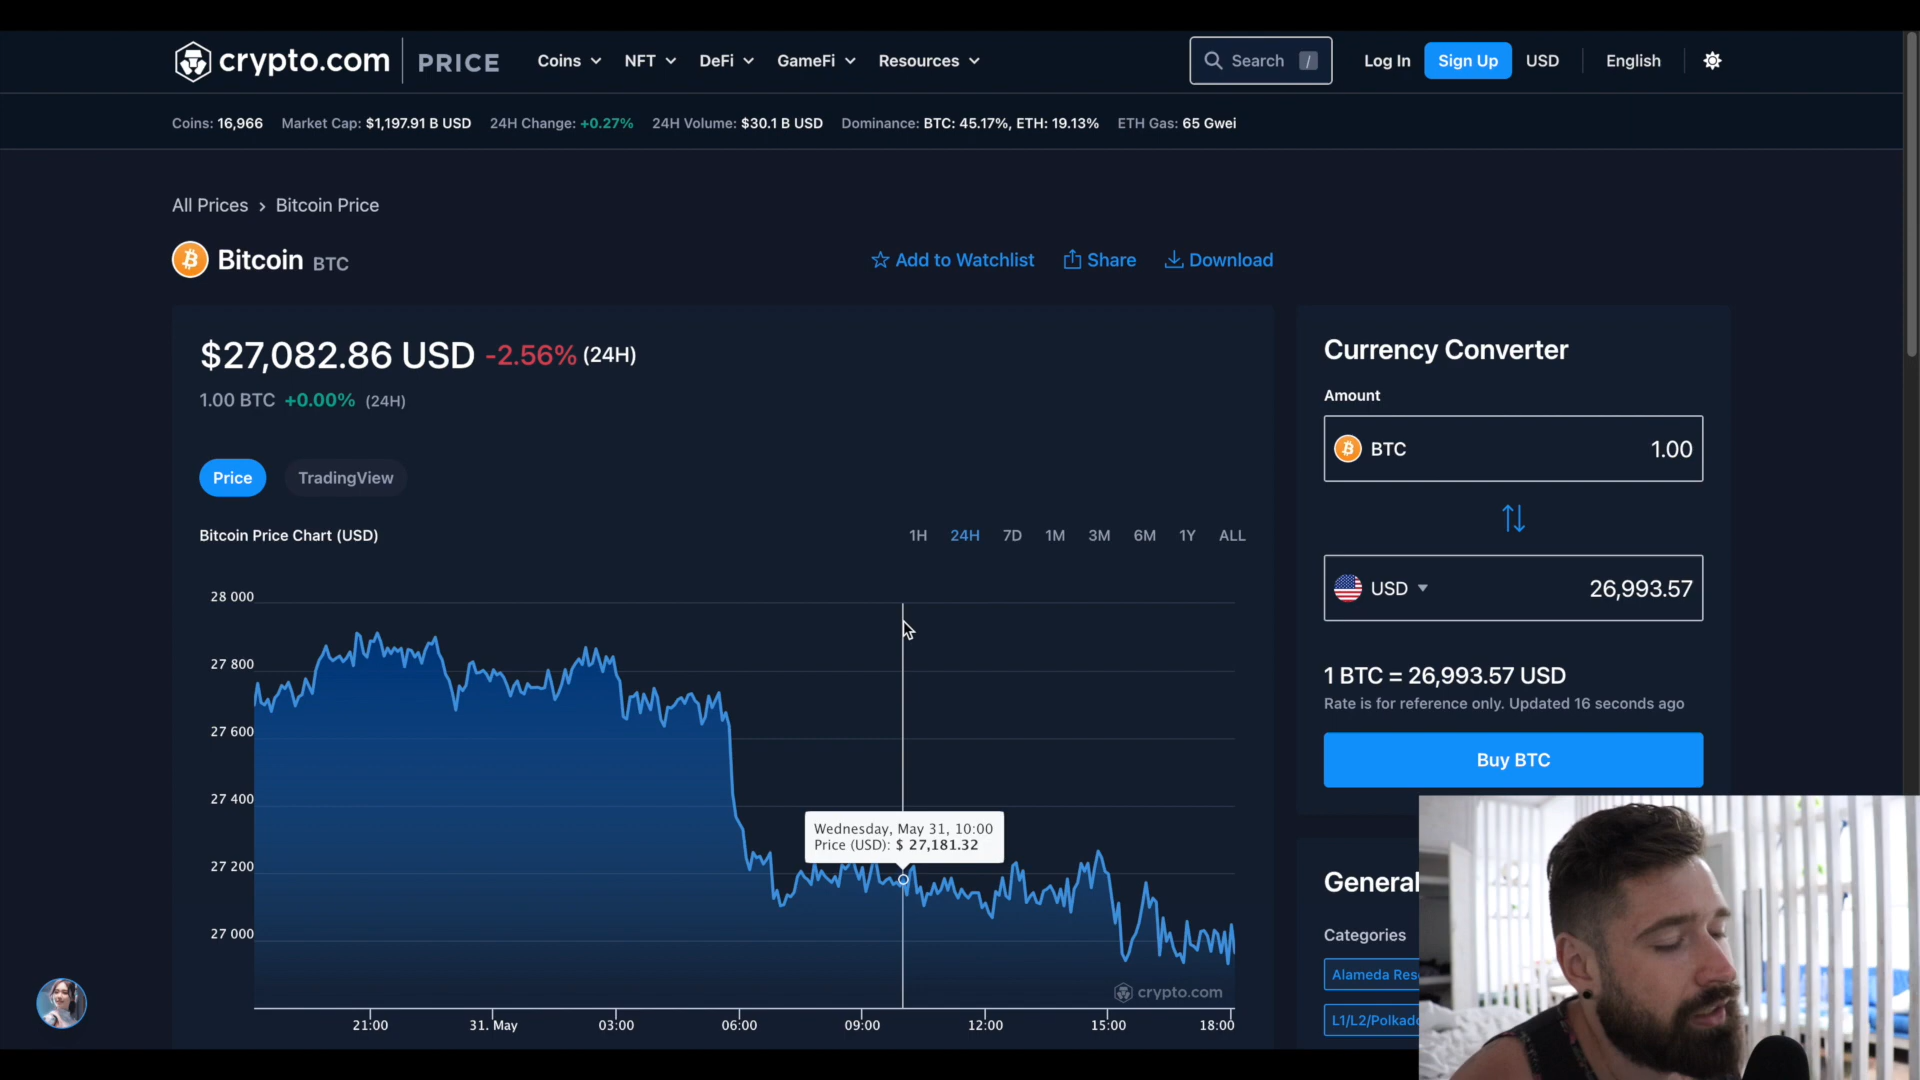 crypto.com PRICE Coins NFT DeFi GameFi Resources Search / Log In Sign Up USD English
Coins: 16,966 Market Cap: $1,197.91 B USD 24H Change: +0.27% 24H Volume: $30.1 B USD Dominance: BTC: 45.17%, ETH: 19.13% ETH Gas: 65 Gwei
All Prices > Bitcoin Price
Bitcoin BTC Add to Watchlist Share Download
$27,082.86 USD -2.56% (24H)
1.00 BTC +0.00% (24H)
Price TradingView
Bitcoin Price Chart (USD) 1H 24H 7D 1M 3M 6M 1Y ALL
28 000
27 800
27 600
27 400
27 200
27 000
Wednesday, May 31, 10:00
Price (USD): $ 27,181.32
crypto.com
21:00 31. May 03:00 06:00 09:00 12:00 15:00 18:00
Currency Converter
Amount
BTC 1.00
USD 26,993.57
1 BTC = 26,993.57 USD
Rate is for reference only. Updated 16 seconds ago
Buy BTC
General
Categories
Alameda Res
L1/L2/Polkado